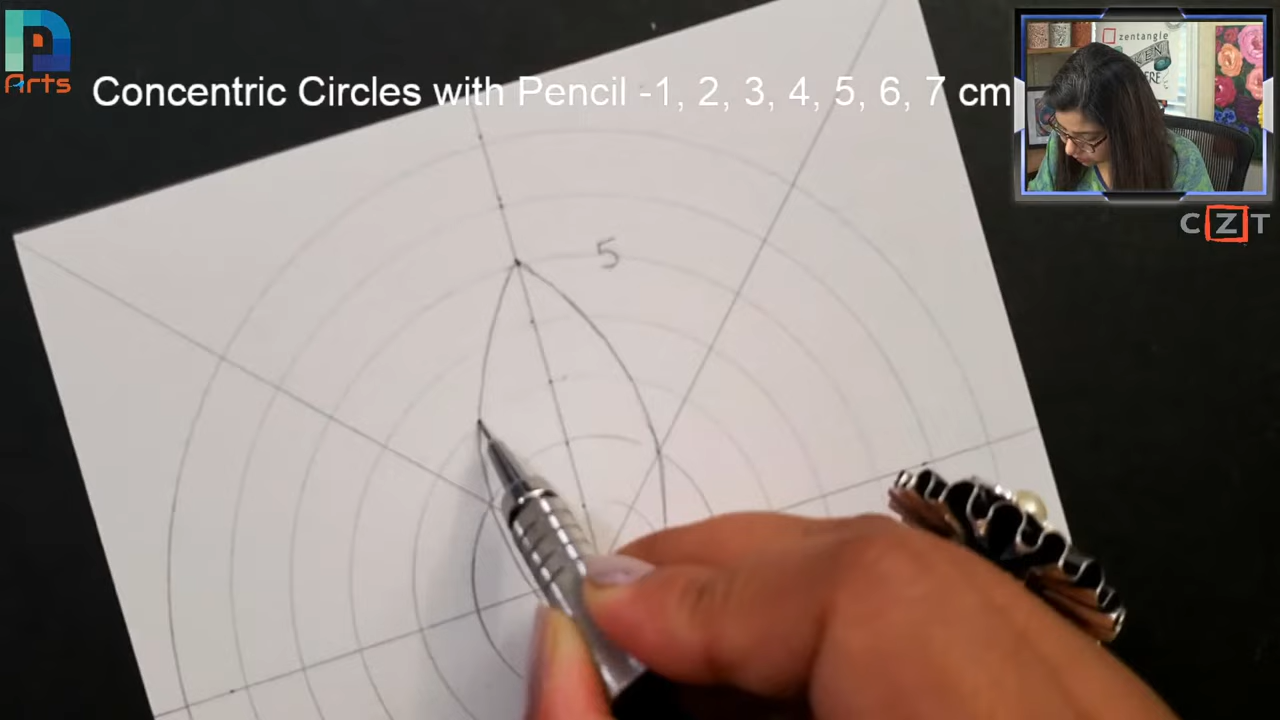 Arts
Concentric Circles with Pencil -1, 2, 3, 4, 5, 6, 7 cm
zentangle
CZT
5